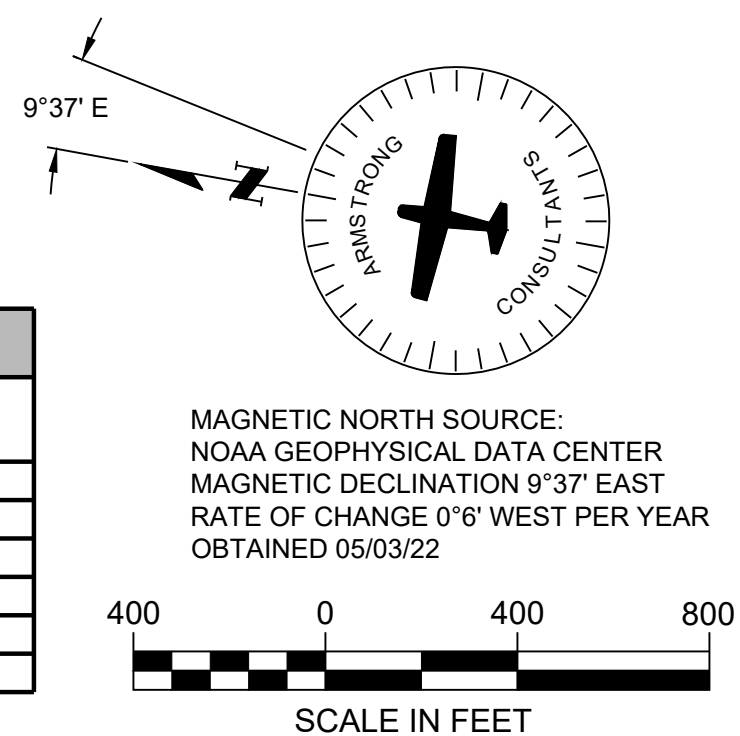 9°37' E
N
ARMSTRONG
CONSULTANTS
MAGNETIC NORTH SOURCE:
NOAA GEOPHYSICAL DATA CENTER
MAGNETIC DECLINATION 9°37' EAST
RATE OF CHANGE 0°6' WEST PER YEAR
OBTAINED 05/03/22
400 0 400 800
SCALE IN FEET